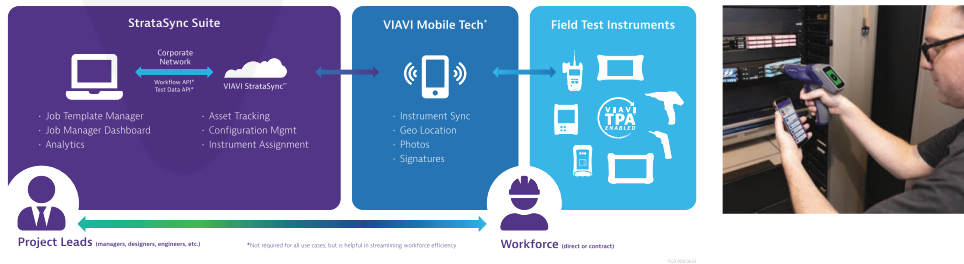 StrataSync Suite
Corporate
Network
Workflow API*
Test Data API*
VIAVI StrataSync™
· Job Template Manager
· Job Manager Dashboard
· Analytics
· Asset Tracking
· Configuration Mgmt
· Instrument Assignment
VIAVI Mobile Tech*
· Instrument Sync
· Geo Location
· Photos
· Signatures
Field Test Instruments
VIAVI
TPA
ENABLED
Project Leads (managers, designers, engineers, etc.)
*Not required for all use cases, but is helpful in streamlining workforce efficiency
Workforce (direct or contract)